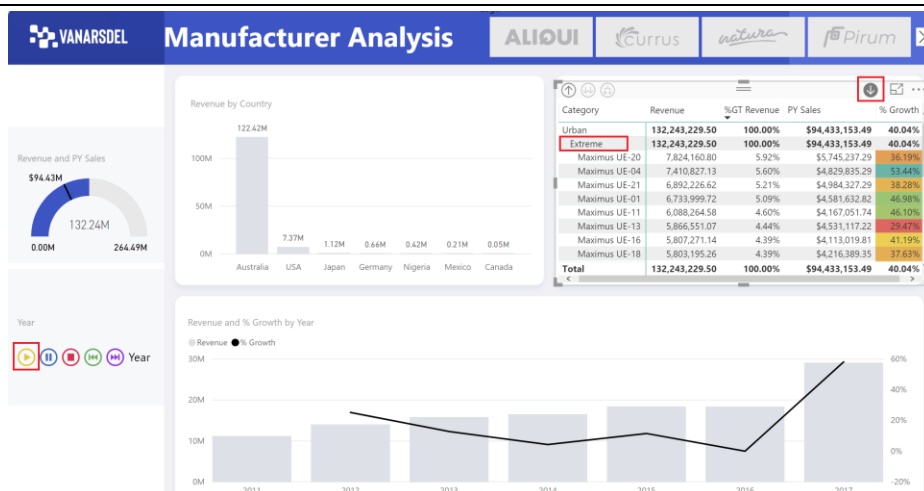 VANARSDEL
Manufacturer Analysis
ALIQUI
Currus
natura
Pirum
Revenue and PY Sales
$94.43M
132.24M
0.00M 264.49M
Year
Year
Revenue by Country
122.42M
100M
50M
0M
7.37M 1.12M 0.66M 0.42M 0.21M 0.05M
Australia USA Japan Germany Nigeria Mexico Canada
Category Revenue %GT Revenue PY Sales % Growth
Urban 132,243,229.50 100.00% $94,433,153.49 40.04%
Extreme 132,243,229.50 100.00% $94,433,153.49 40.04%
Maximus UE-20 7,824,160.80 5.92% $5,745,237.29 36.19%
Maximus UE-04 7,410,827.13 5.60% $4,829,835.29 53.44%
Maximus UE-21 6,892,226.62 5.21% $4,984,327.29 38.28%
Maximus UE-01 6,733,999.72 5.09% $4,581,632.82 46.98%
Maximus UE-11 6,088,264.58 4.60% $4,167,051.74 46.10%
Maximus UE-13 5,866,551.07 4.44% $4,531,117.22 29.47%
Maximus UE-16 5,807,271.14 4.39% $4,113,019.81 41.19%
Maximus UE-18 5,803,195.26 4.39% $4,216,389.35 37.63%
Total 132,243,229.50 100.00% $94,433,153.49 40.04%
Revenue and % Growth by Year
Revenue % Growth
30M
20M
10M
0M
60%
40%
20%
0%
-20%
2011 2012 2013 2014 2015 2016 2017